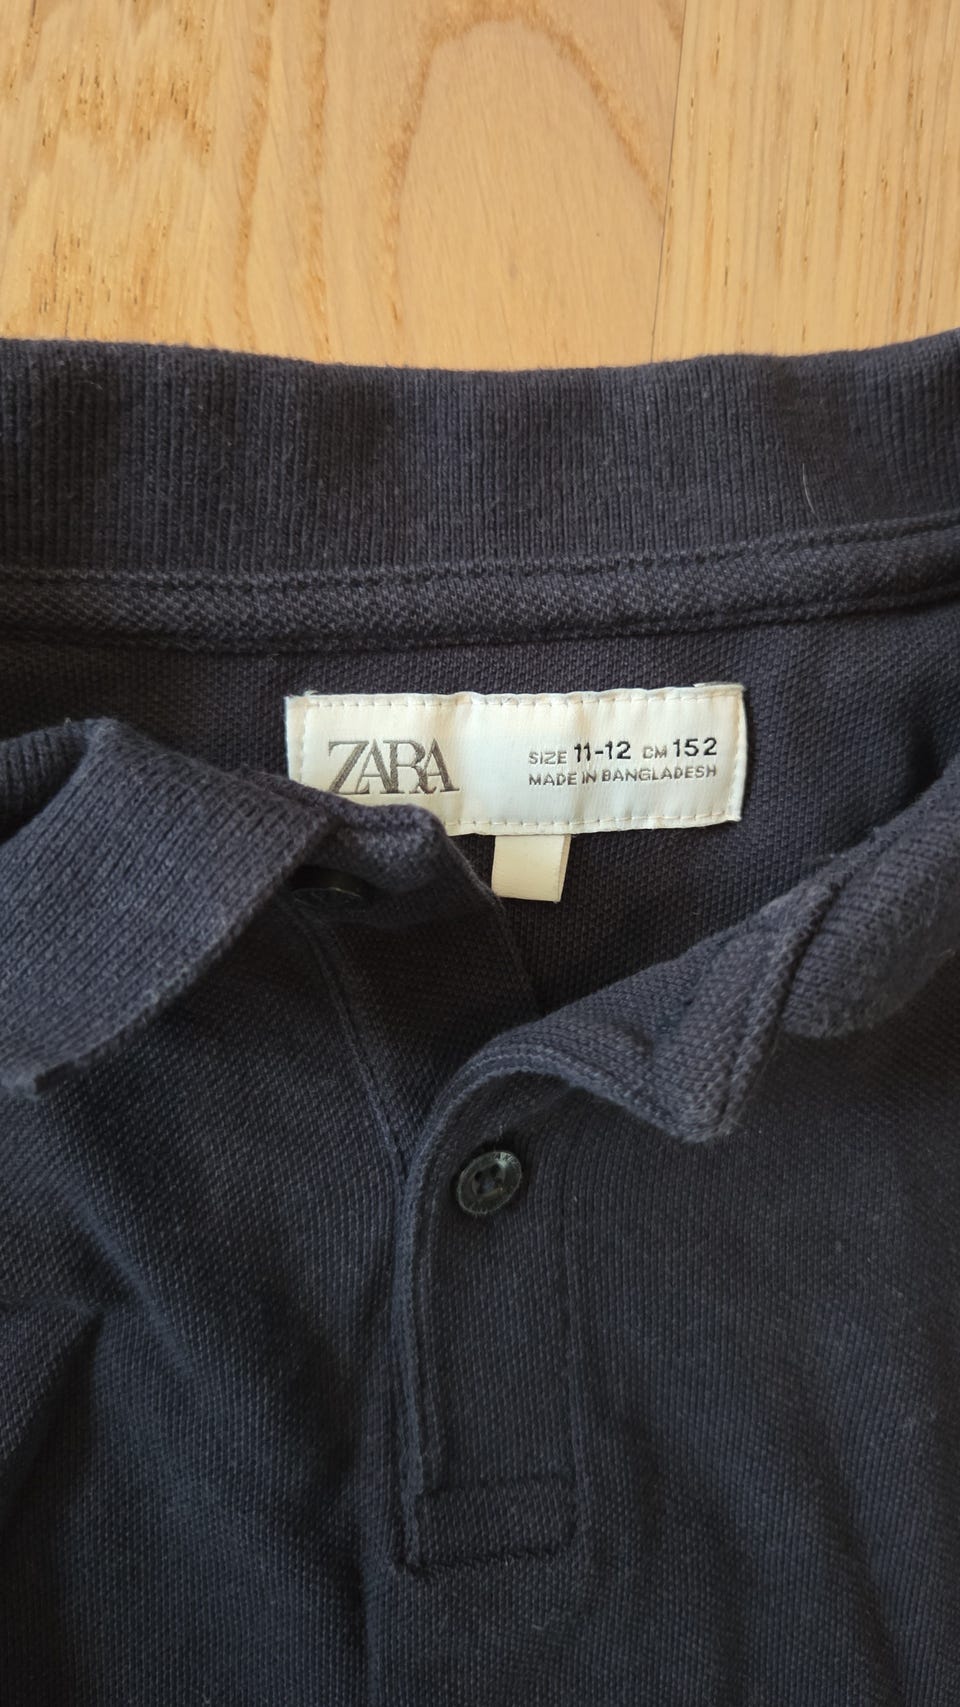 ZARA
SIZE 11-12 CM 152
MADE IN BANGLADESH